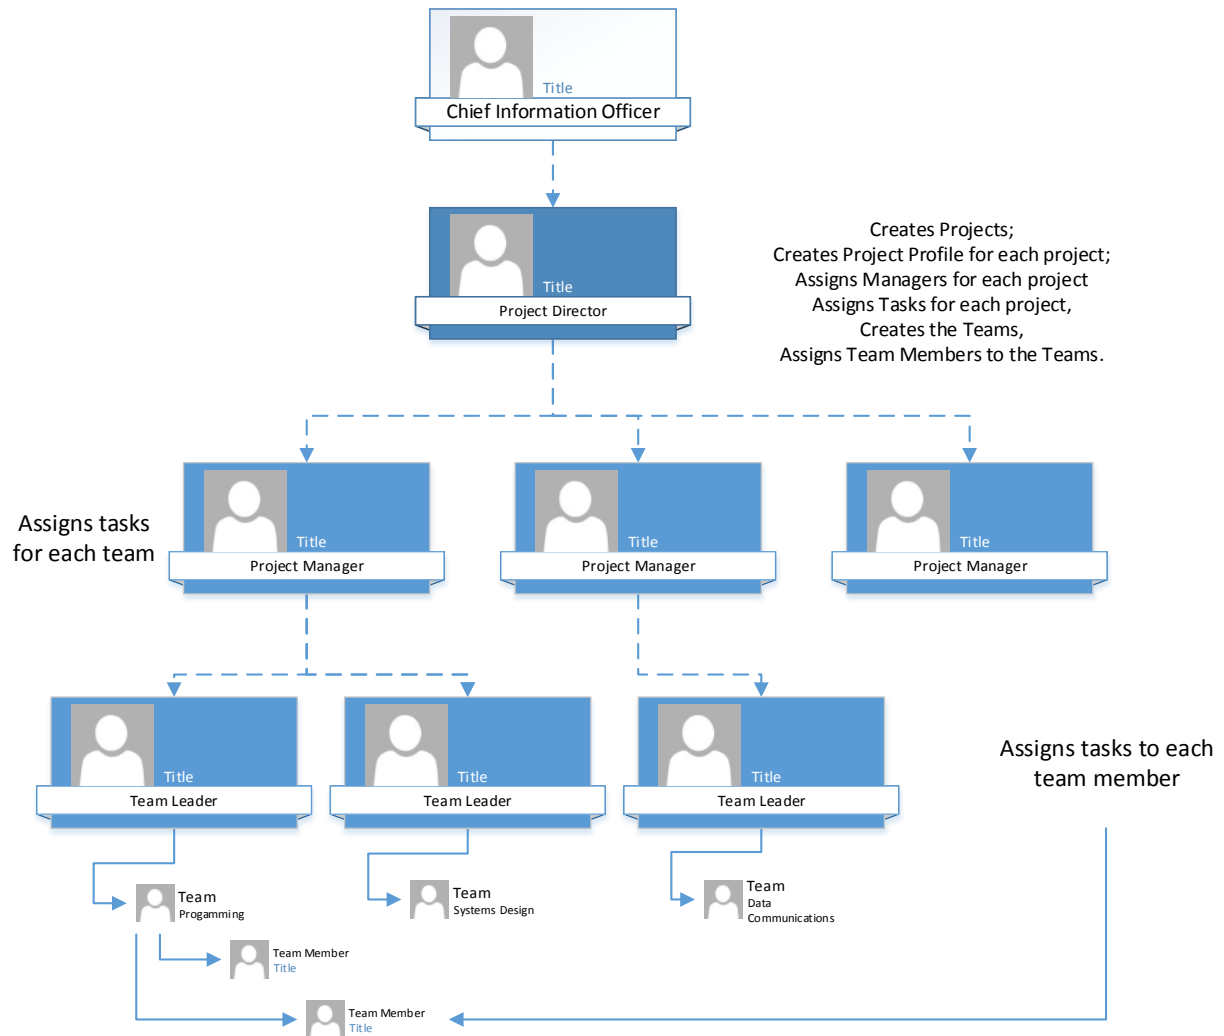 Title
Chief Information Officer
Title
Project Director
Creates Projects;
Creates Project Profile for each project;
Assigns Managers for each project
Assigns Tasks for each project,
Creates the Teams,
Assigns Team Members to the Teams.
Assigns tasks
for each team
Title
Project Manager
Title
Project Manager
Title
Project Manager
Title
Team Leader
Title
Team Leader
Title
Team Leader
Assigns tasks to each
team member
Team
Progamming
Team
Systems Design
Team
Data
Communications
Team Member
Title
Team Member
Title